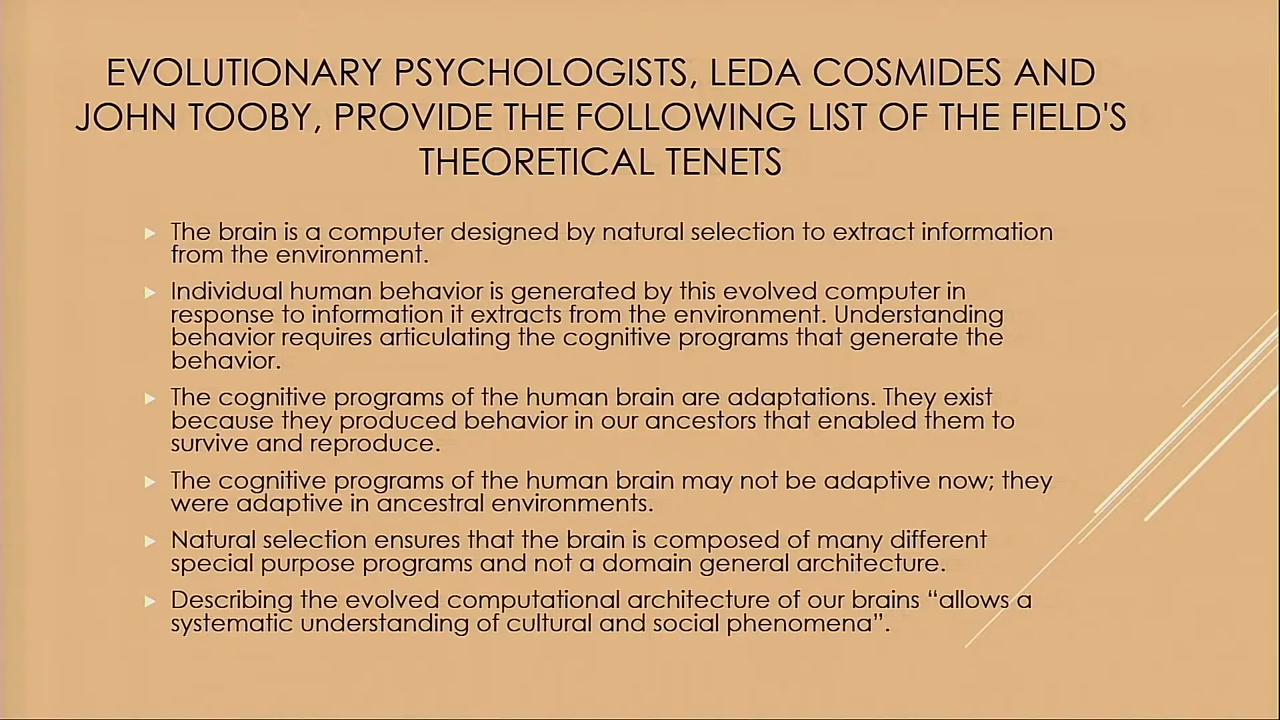 EVOLUTIONARY PSYCHOLOGISTS, LEDA COSMIDES AND
JOHN TOOBY, PROVIDE THE FOLLOWING LIST OF THE FIELD'S
THEORETICAL TENETS
The brain is a computer designed by natural selection to extract information
from the environment.
Individual human behavior is generated by this evolved computer in
response to information it extracts from the environment. Understanding
behavior requires articulating the cognitive programs that generate the
behavior.
The cognitive programs of the human brain are adaptations. They exist
because they produced behavior in our ancestors that enabled them to
survive and reproduce.
The cognitive programs of the human brain may not be adaptive now; they
were adaptive in ancestral environments.
Natural selection ensures that the brain is composed of many different
special purpose programs and not a domain general architecture.
Describing the evolved computational architecture of our brains “allows a
systematic understanding of cultural and social phenomena”.